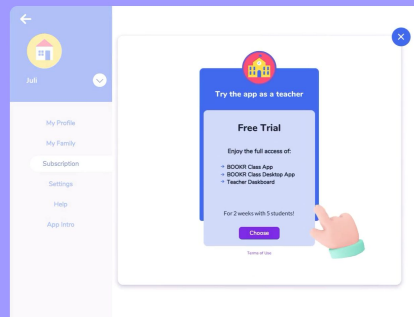 Juli
My Profile
My Family
Subscription
Settings
Help
App Intro
Try the app as a teacher
Free Trial
Enjoy the full access of:
BOOKR Class App
BOOKR Class Desktop App
Teacher Daskboard
For 2 weeks with 5 students!
Choose
Terms of Use